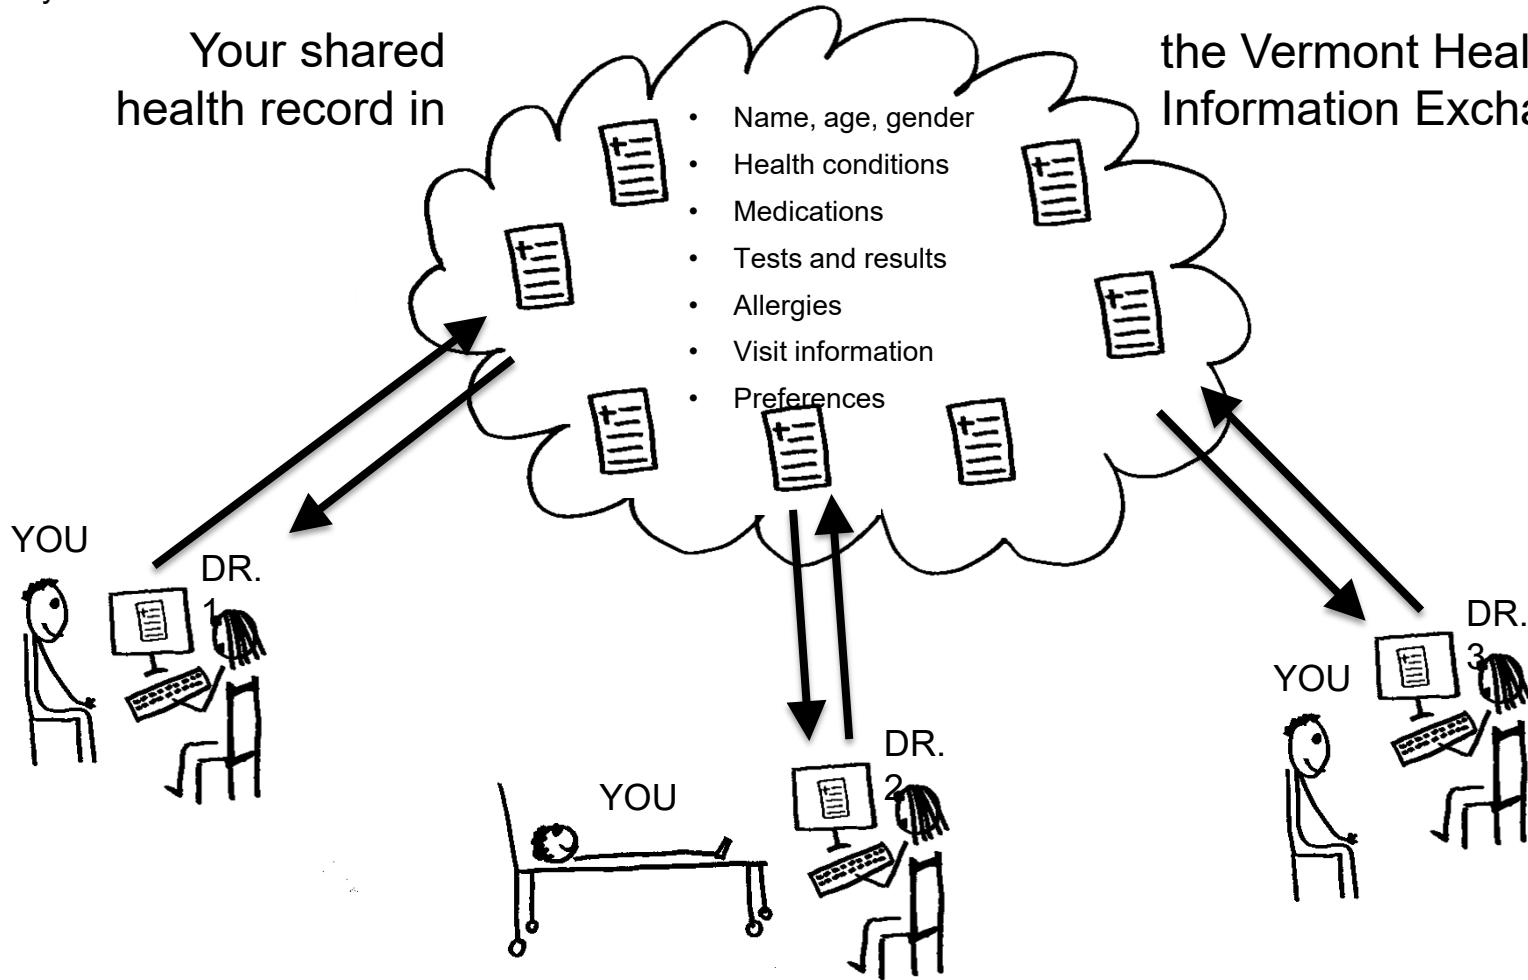 Your shared
health record in
the Vermont Heal
Information Excha
• Name, age, gender
• Health conditions
• Medications
• Tests and results
• Allergies
• Visit information
• Preferences
YOU
DR.
1
YOU
DR.
2
YOU
DR.
3